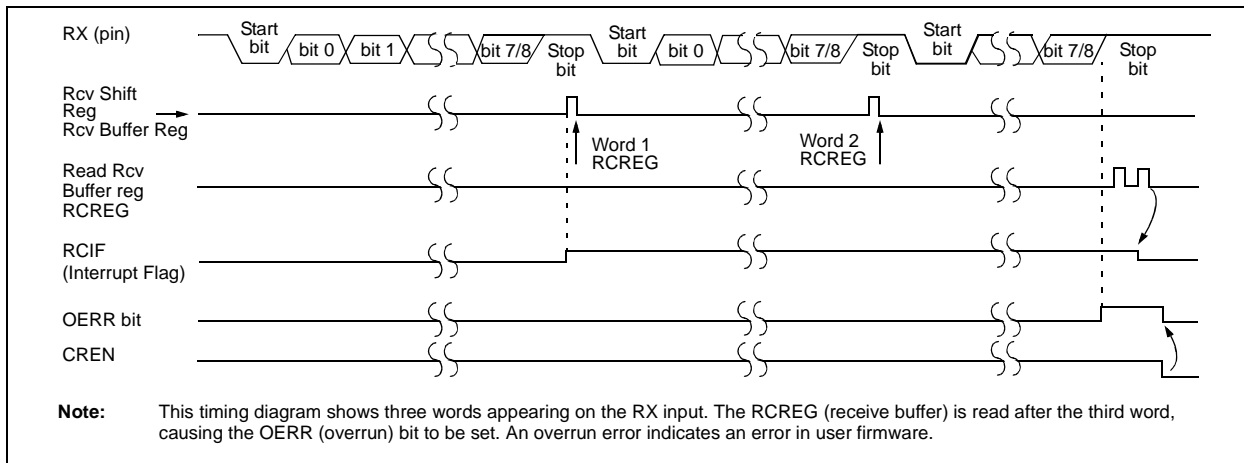 RX (pin)
Start
bit
bit 0
bit 1
bit 7/8
Stop
bit
Start
bit
bit 0
bit 7/8
Stop
bit
Start
bit
bit 7/8
Stop
bit
Rcv Shift
Reg
Rcv Buffer Reg
Word 1
RCREG
Word 2
RCREG
Read Rcv
Buffer reg
RCREG
RCIF
(Interrupt Flag)
OERR bit
CREN
Note: This timing diagram shows three words appearing on the RX input. The RCREG (receive buffer) is read after the third word,
causing the OERR (overrun) bit to be set. An overrun error indicates an error in user firmware.